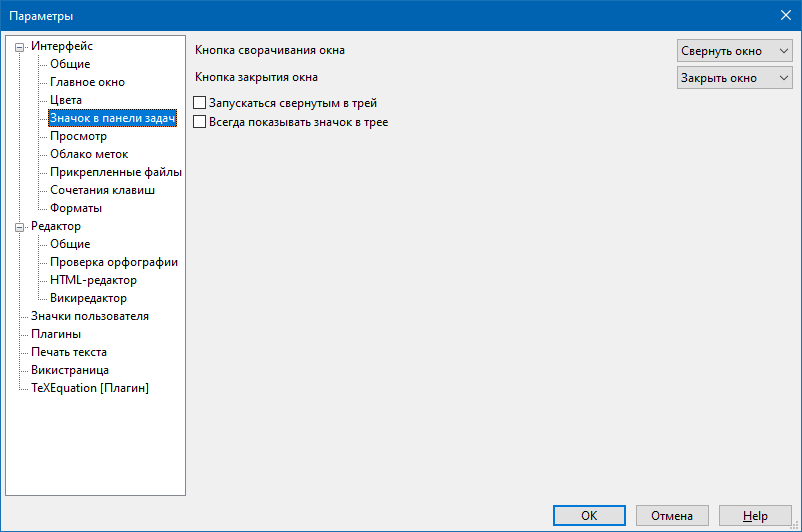 Параметры
Интерфейс
Общие
Главное окно
Цвета
Значок в панели задач
Просмотр
Облако меток
Прикрепленные файлы
Сочетания клавиш
Форматы
Редактор
Общие
Проверка орфографии
HTML-редактор
Викиредактор
Значки пользователя
Плагины
Печать текста
Викистраница
TeXEquation [Плагин]
Кнопка сворачивания окна
Свернуть окно
Кнопка закрытия окна
Закрыть окно
Запускаться свернутым в трей
Всегда показывать значок в трее
OK
Отмена
Help